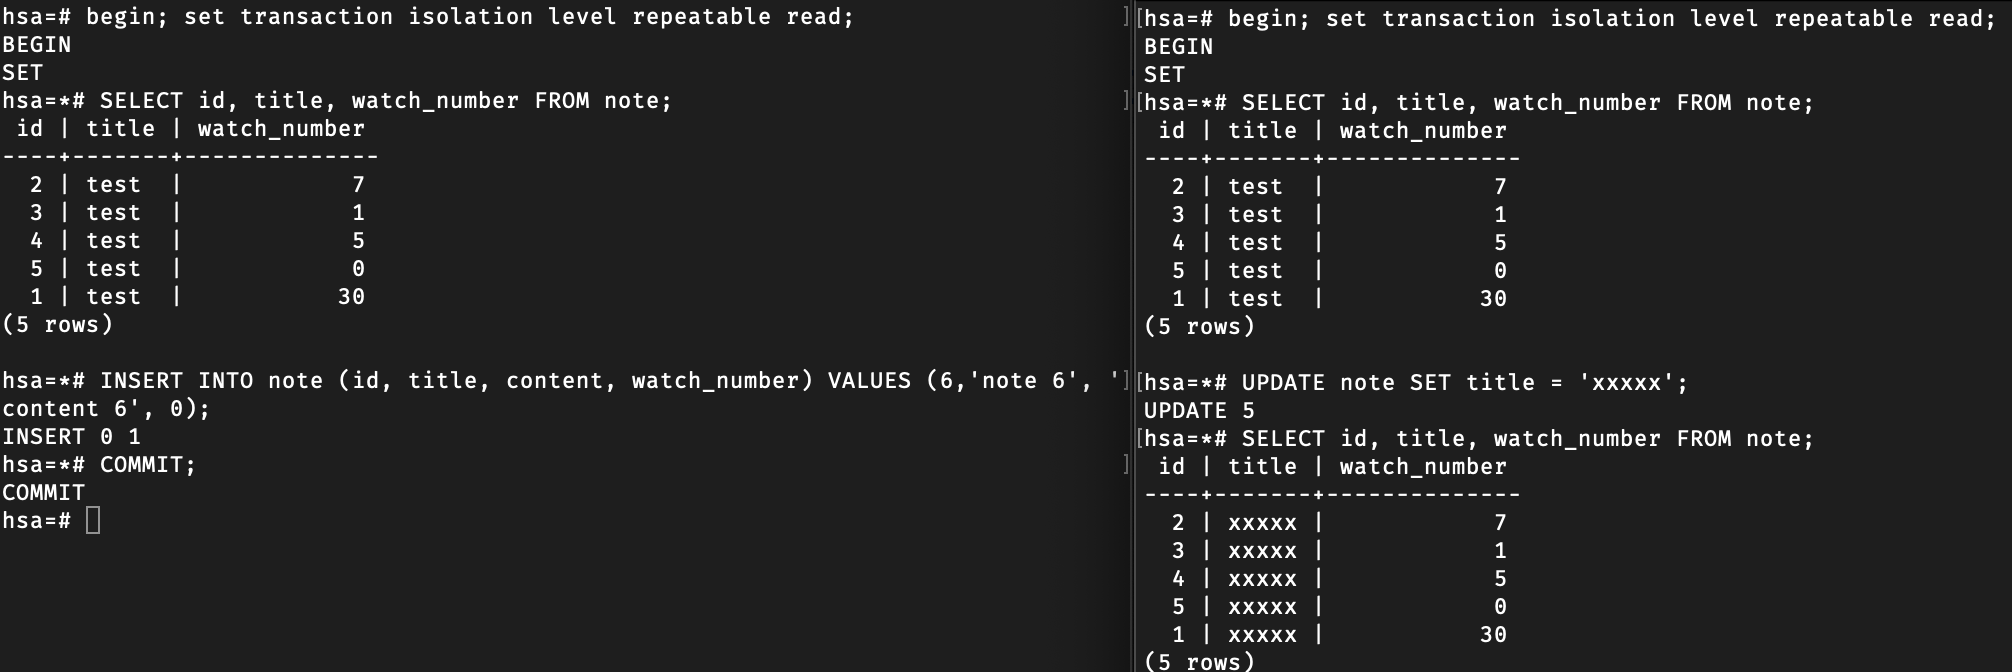 hsa=# begin; set transaction isolation level repeatable read;
BEGIN
SET
hsa=*# SELECT id, title, watch_number FROM note;
 id | title | watch_number
----+-------+--------------
  2 | test  |            7
  3 | test  |            1
  4 | test  |            5
  5 | test  |            0
  1 | test  |           30
(5 rows)

hsa=*# INSERT INTO note (id, title, content, watch_number) VALUES (6,'note 6', '
content 6', 0);
INSERT 0 1
hsa=*# COMMIT;
COMMIT
hsa=#
[hsa=# begin; set transaction isolation level repeatable read;
BEGIN
SET
[hsa=*# SELECT id, title, watch_number FROM note;
 id | title | watch_number
----+-------+--------------
  2 | test  |            7
  3 | test  |            1
  4 | test  |            5
  5 | test  |            0
  1 | test  |           30
(5 rows)

[hsa=*# UPDATE note SET title = 'xxxxx';
UPDATE 5
[hsa=*# SELECT id, title, watch_number FROM note;
 id | title | watch_number
----+-------+--------------
  2 | xxxxx |            7
  3 | xxxxx |            1
  4 | xxxxx |            5
  5 | xxxxx |            0
  1 | xxxxx |           30
(5 rows)